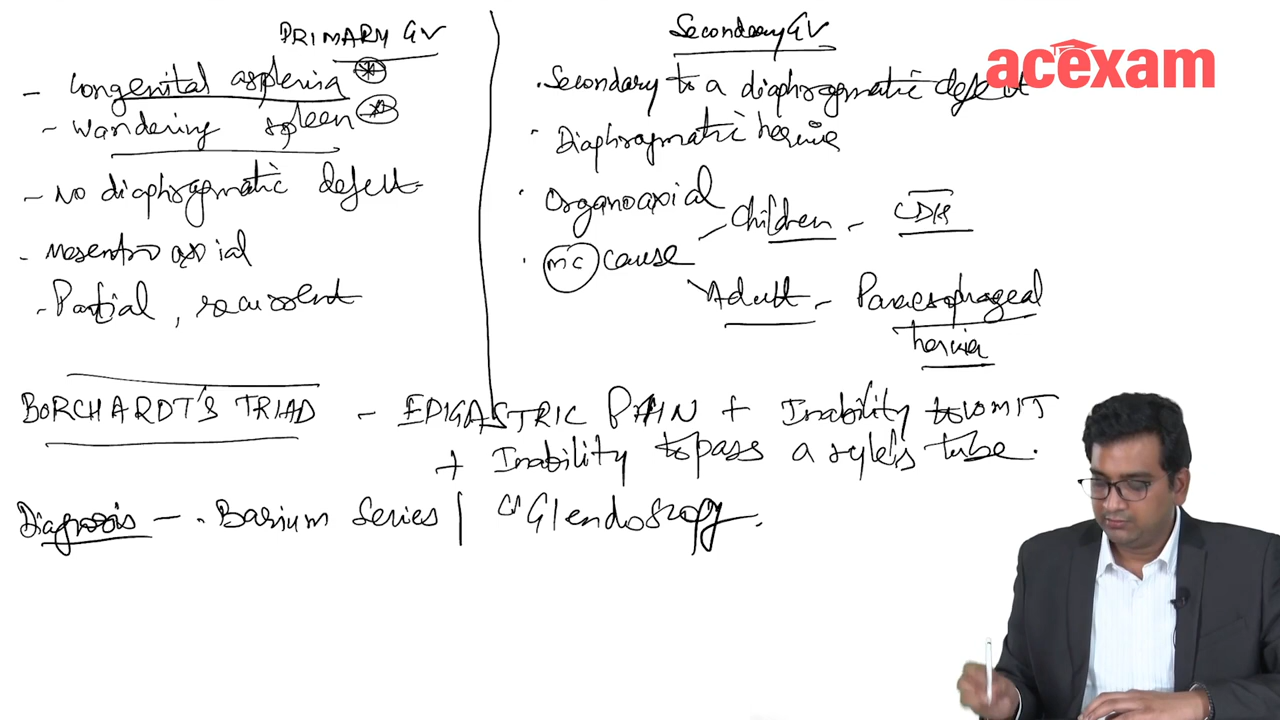 PRIMARY GV
- Congenital asplenia
- Wandering spleen
- No diaphragmatic defect
- Mesentroaxial
- Partial, recurrent
Secondary GV
acexam
. Secondary to a diaphragmatic defect
. Diaphragmatic hernia
. Organoaxial
. MC cause
Children - CDH
Adult - Paraesophageal
hernia
BORCHARDT'S TRIAD - EPIGASTRIC PAIN + Inability to VOMIT
+ Inability to pass a ryle's tube.
Diagnosis - . Barium Series | GI endoscopy.